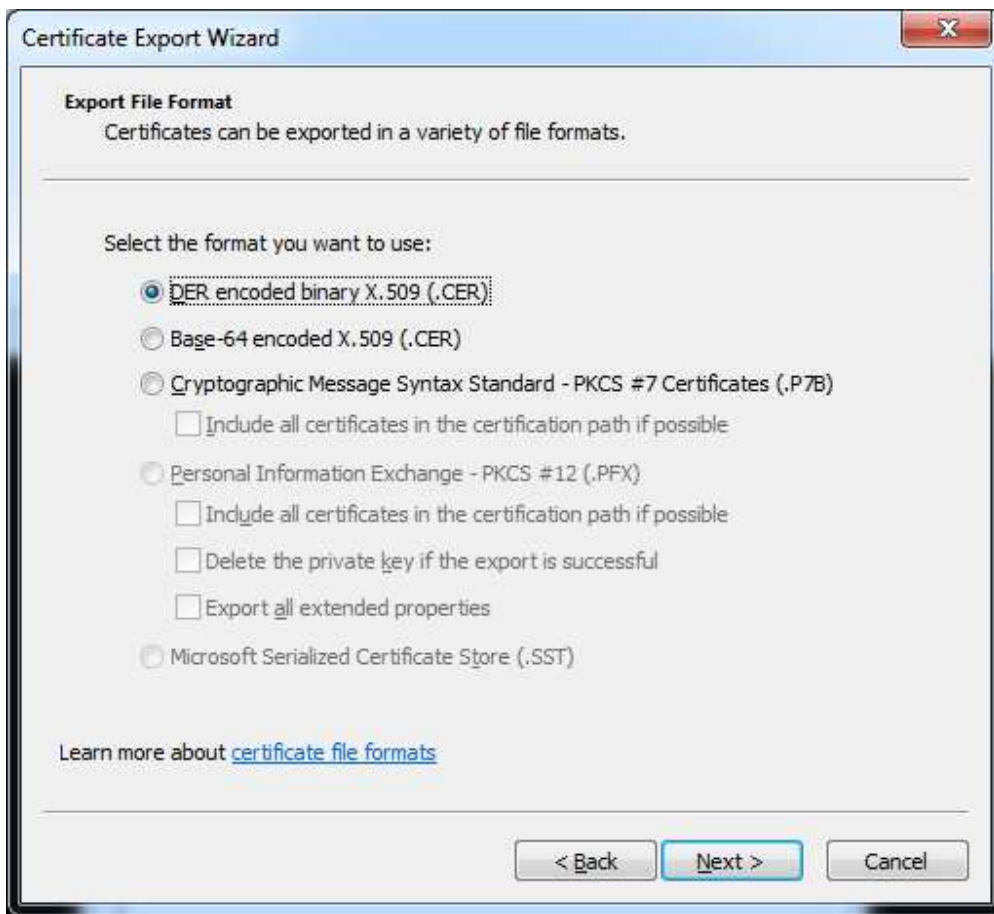 Certificate Export Wizard
Export File Format
Certificates can be exported in a variety of file formats.
Select the format you want to use:
DER encoded binary X.509 (.CER)
Base-64 encoded X.509 (.CER)
Cryptographic Message Syntax Standard - PKCS #7 Certificates (.P7B)
Include all certificates in the certification path if possible
Personal Information Exchange - PKCS #12 (.PFX)
Include all certificates in the certification path if possible
Delete the private key if the export is successful
Export all extended properties
Microsoft Serialized Certificate Store (.SST)
Learn more about certificate file formats
< Back Next > Cancel